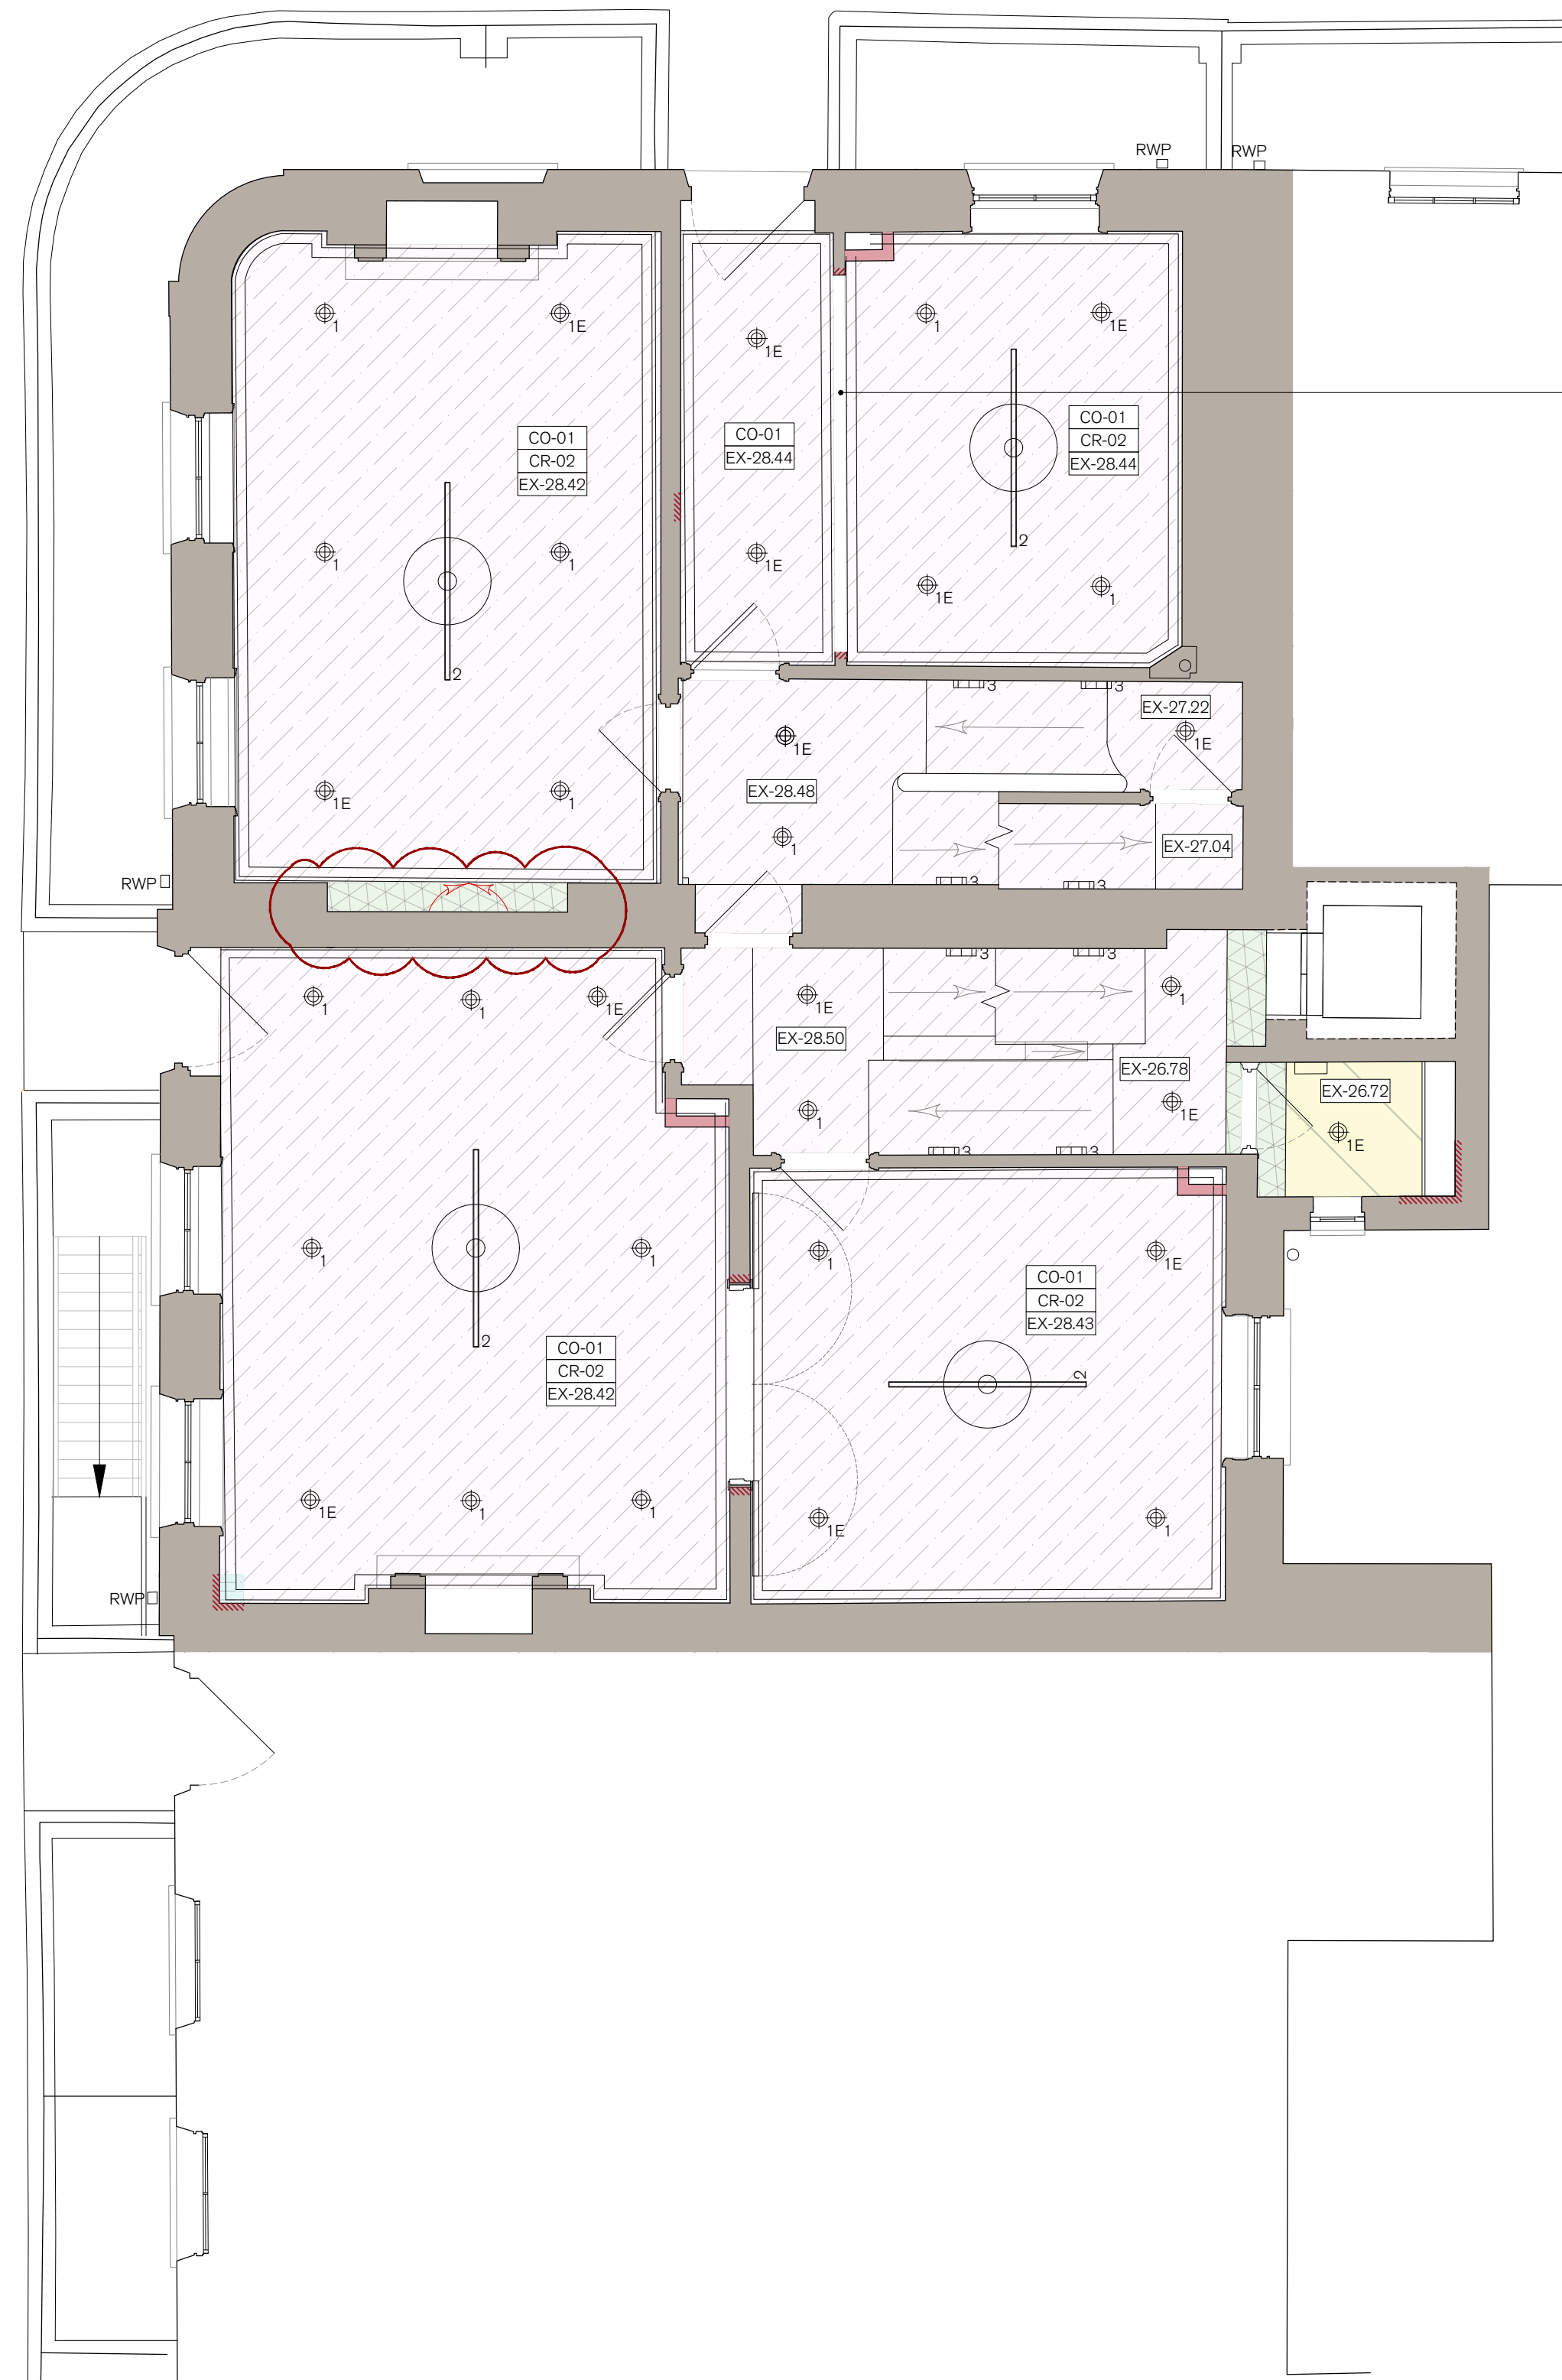 RWP
RWP
1
1E
1E
1
1E
CO-01
CR-02
EX-28.42
CO-01
EX-28.44
CO-01
CR-02
EX-28.44
1
1
1E
2
1E
1
2
3
3
EX-27.22
1E
1E
EX-28.48
1E
1
1
EX-27.04
RWP
3
3
3
3
1
1
1E
1E
1
EX-28.50
EX-26.78
EX-26.72
1
1E
1E
3
3
1
1
1
1E
CO-01
CR-02
EX-28.43
2
CO-01
CR-02
EX-28.42
2
1E
1
1
1E
1
RWP